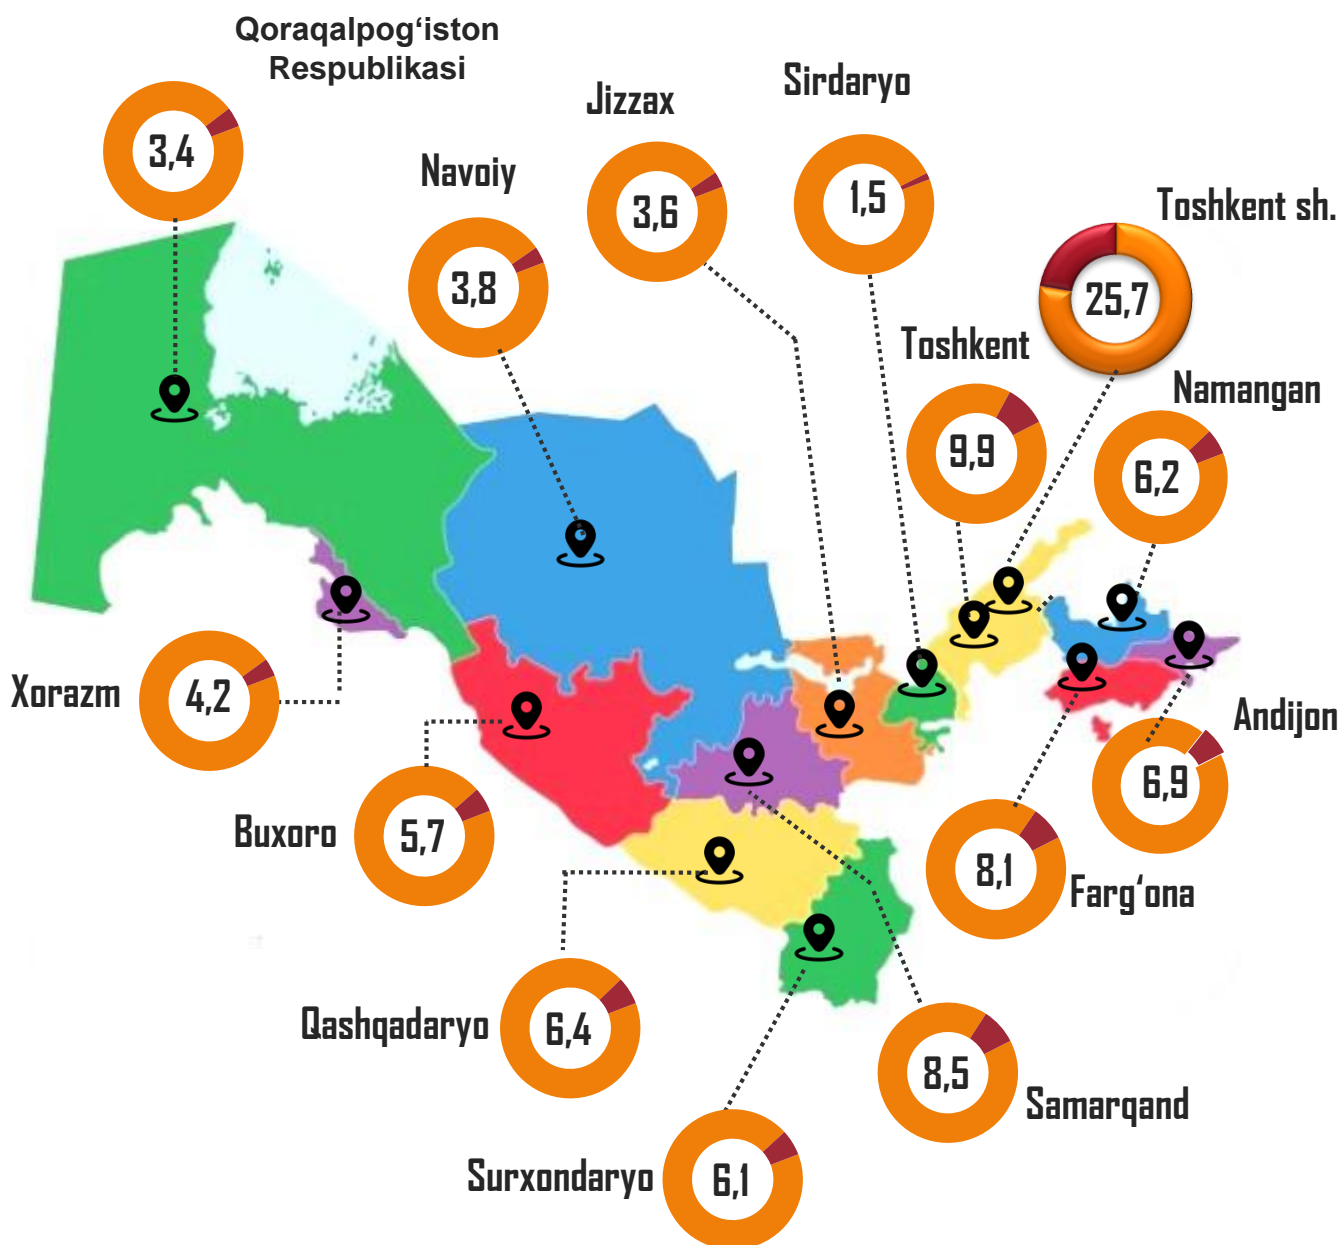 Qoraqalpog‘iston
Respublikasi
3,4
Navoiy
3,8
Jizzax
3,6
Sirdaryo
1,5
Toshkent sh.
25,7
Toshkent
9,9
Namangan
6,2
Xorazm
4,2
Andijon
6,9
Buxoro
5,7
Farg‘ona
8,1
Qashqadaryo
6,4
Samarqand
8,5
Surxondaryo
6,1